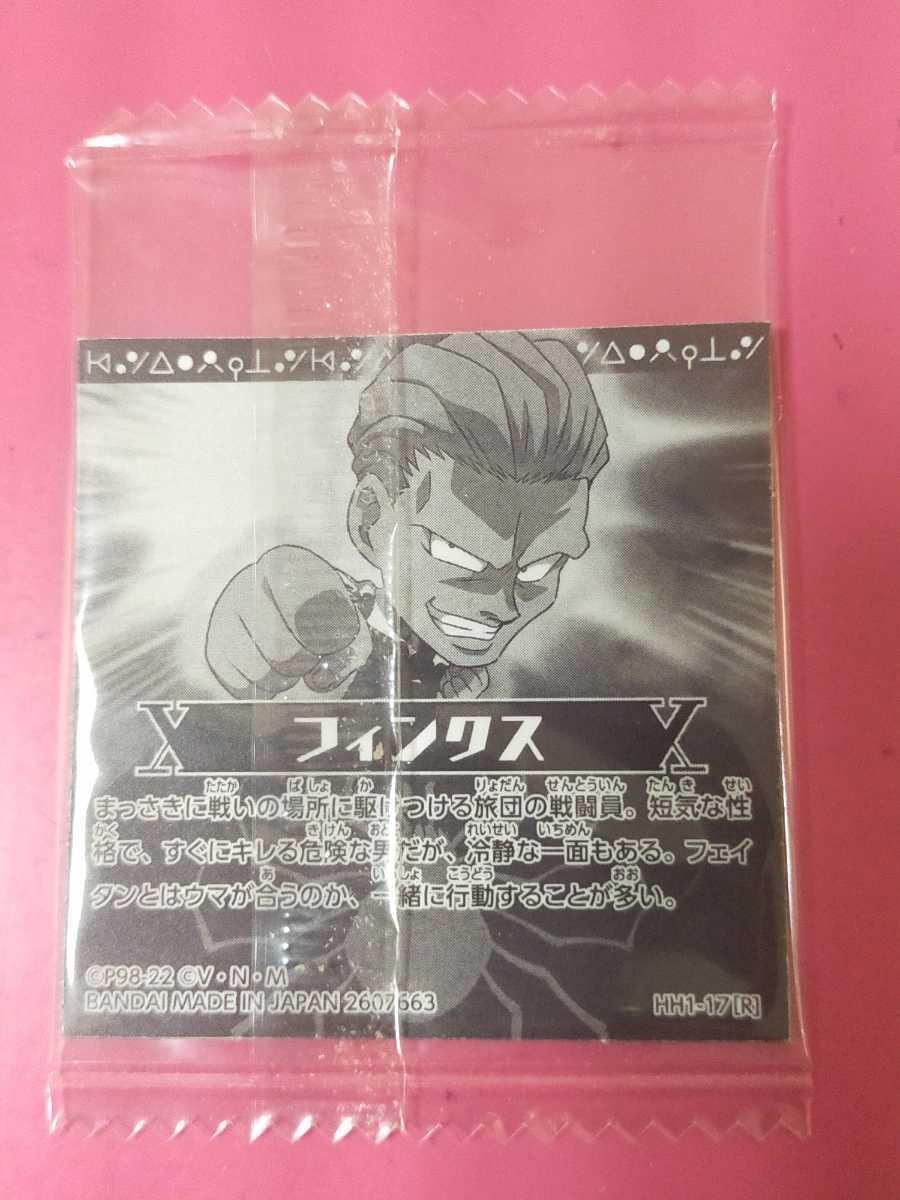 フィンクス
まっさきに戦いの場所に駆けつける旅団の戦闘員。短気な性
格で、すぐにキレる危険な男だが、冷静な一面もある。フェイ
タンとはウマが合うのか、一緒に行動することが多い。
©P98-22 ©V・N・M
BANDAI MADE IN JAPAN 2607663
HH1-17[R]